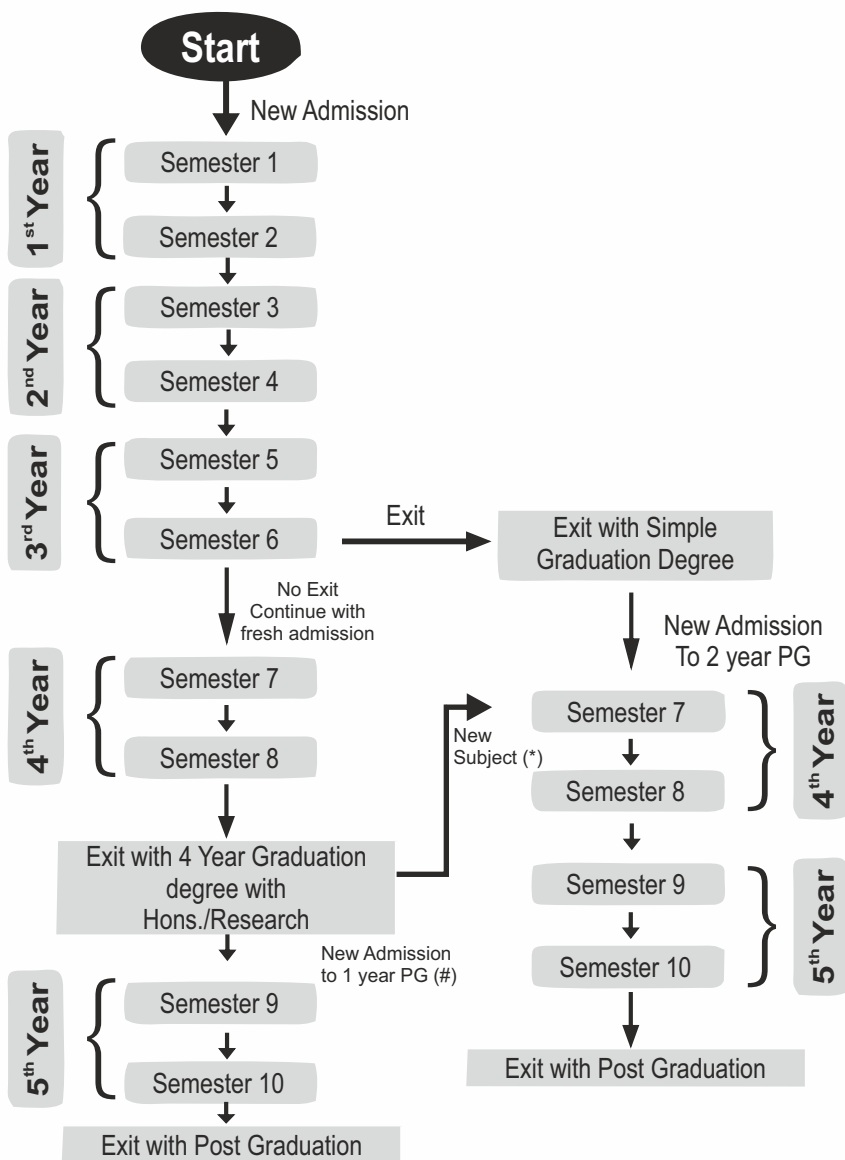 Start
New Admission
1st Year
Semester 1
Semester 2
2nd Year
Semester 3
Semester 4
3rd Year
Semester 5
Semester 6
Exit
Exit with Simple
Graduation Degree
No Exit
Continue with
fresh admission
New Admission
To 2 year PG
4th Year
Semester 7
Semester 8
New
Subject (*)
Semester 7
Semester 8
4th Year
Exit with 4 Year Graduation
degree with
Hons./Research
New Admission
to 1 year PG (#)
Semester 9
Semester 10
5th Year
Exit with Post Graduation
5th Year
Semester 9
Semester 10
Exit with Post Graduation